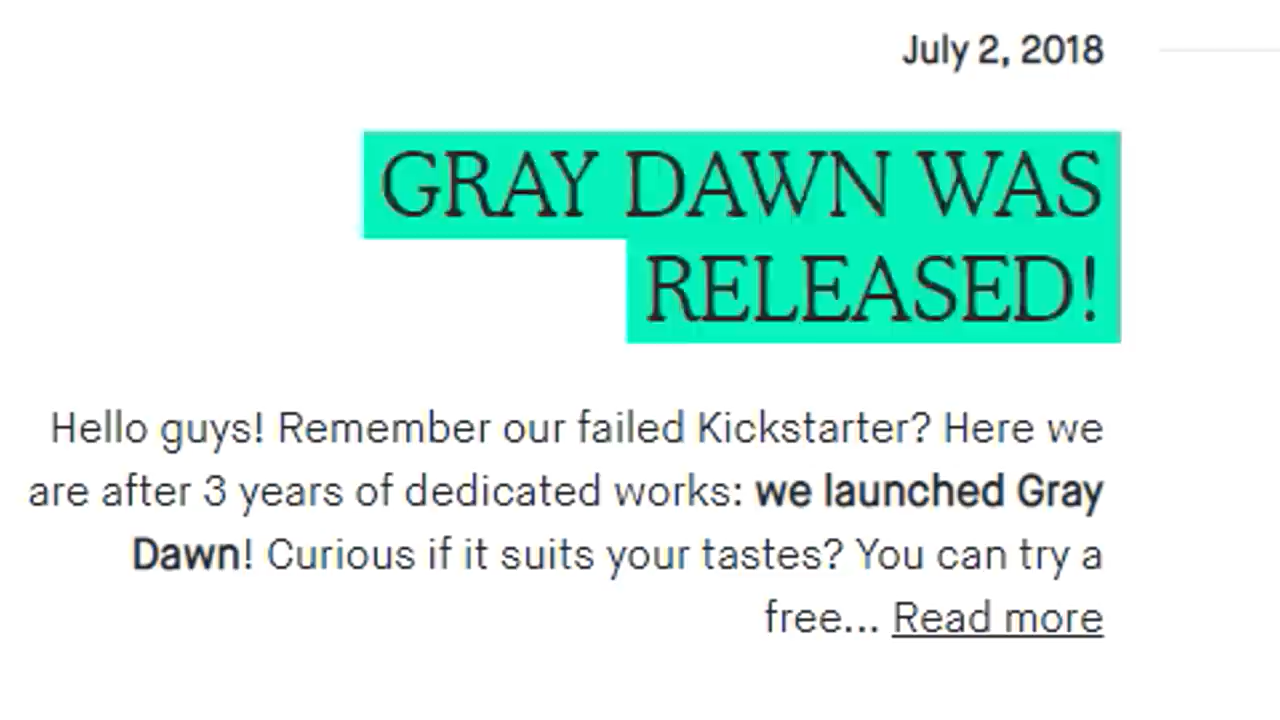 July 2, 2018
GRAY DAWN WAS
RELEASED!
Hello guys! Remember our failed Kickstarter? Here we
are after 3 years of dedicated works: we launched Gray
Dawn! Curious if it suits your tastes? You can try a
free... Read more